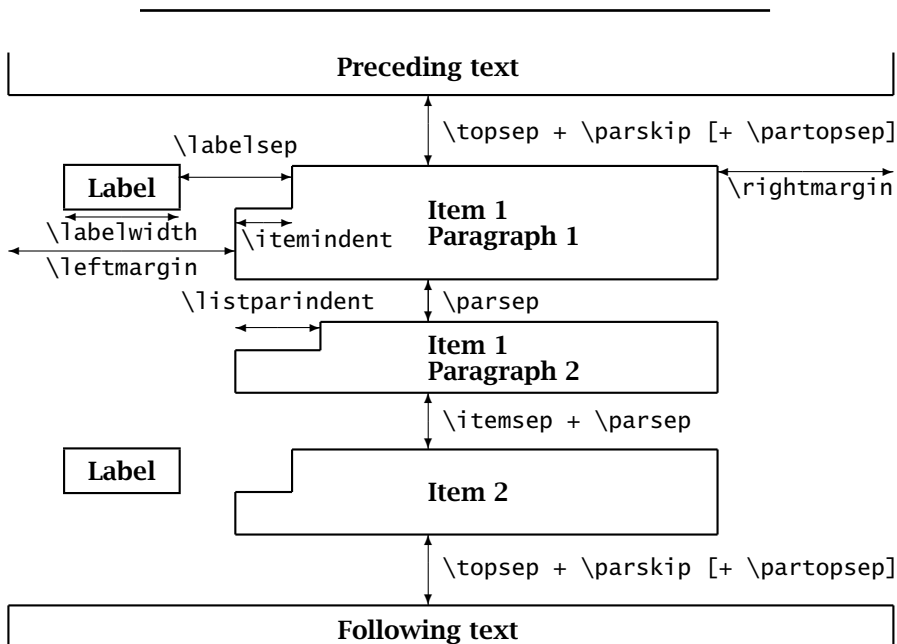 Preceding text
\topsep + \parskip [+ \partopsep]
\labelsep
Label
\rightmargin
Item 1
\labelwidth
\itemindent
Paragraph 1
\leftmargin
\listparindent
\parsep
Item 1
Paragraph 2
\itemsep + \parsep
Label
Item 2
\topsep + \parskip [+ \partopsep]
Following text